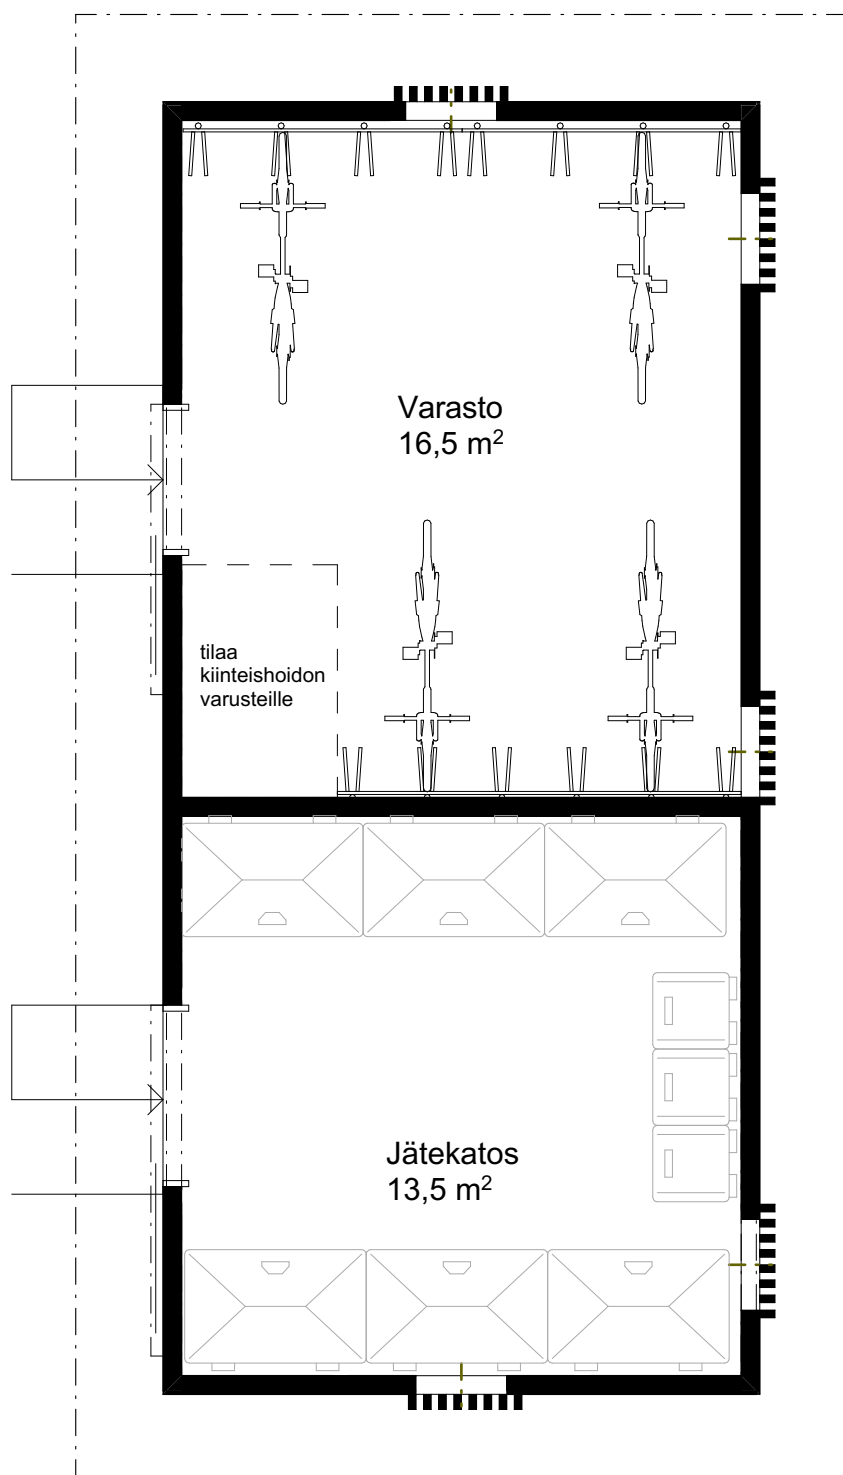 Varasto
16,5 m²
tilaa
kiinteishoidon
varusteille
Jätekatos
13,5 m²